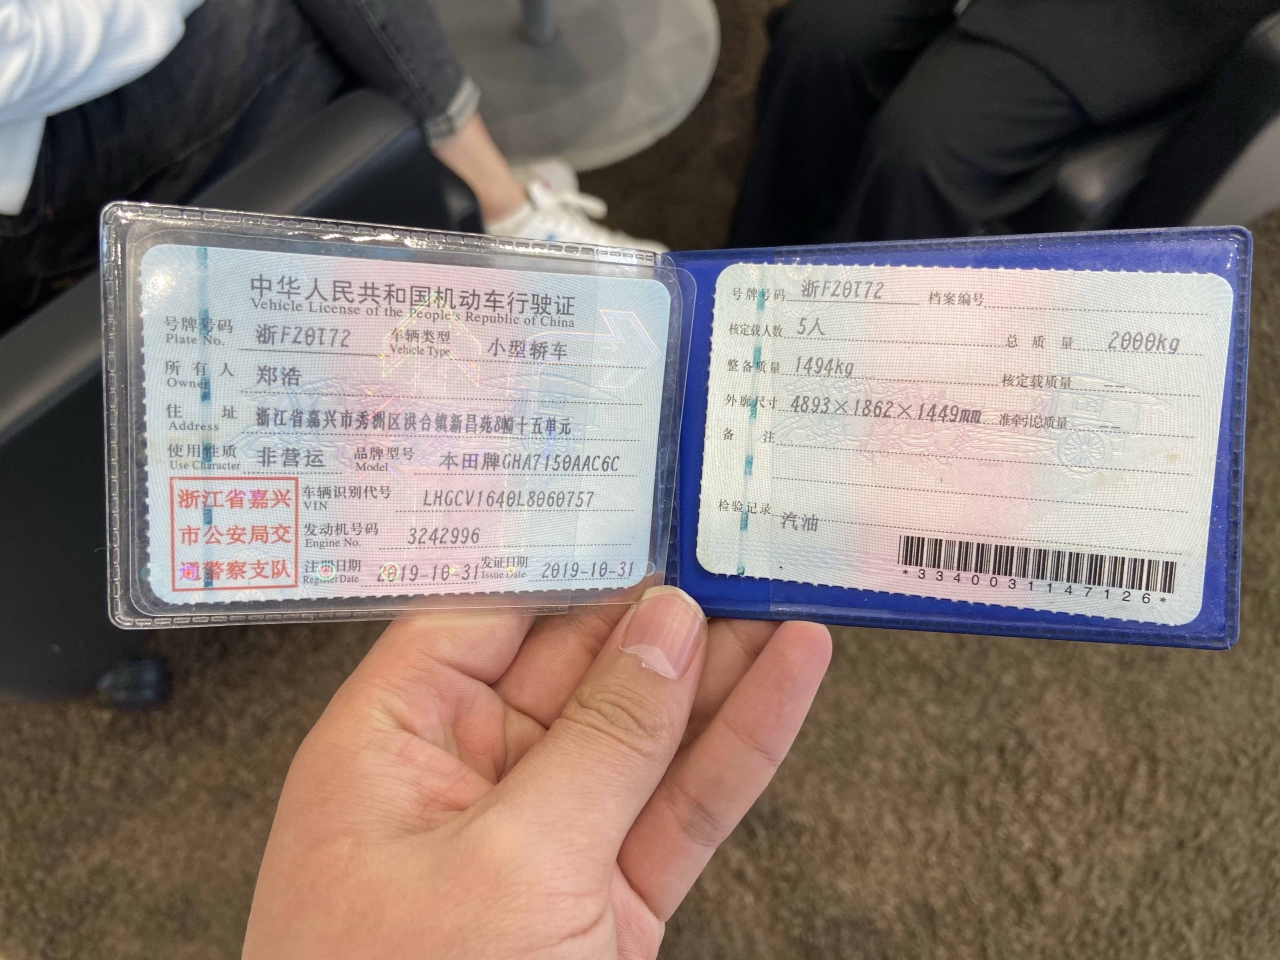 中华人民共和国机动车行驶证
Vehicle License of the People's Republic of China
号牌号码 浙FZ0T72 车辆类型 小型轿车
Plate No. Vehicle Type
所有人 郑浩
Owner
住址 浙江省嘉兴市秀洲区洪合镇新昌苑8幢十五单元
Address
使用性质 非营运 品牌型号 本田牌GHA7150AAC6C
Use Character Model
浙江省嘉兴
市公安局交
通警察支队
车辆识别代号 LHGCV1640L8060757
VIN
发动机号码 3242996
Engine No.
注册日期 2019-10-31 发证日期 2019-10-31
Register Date Issue Date
号牌号码 浙FZ0T72 档案编号
核定载人数 5人 总质量 2000kg
整备质量 1494kg 核定载质量 --
外廓尺寸 4893×1862×1449mm 准牵引总质量 --
备注
检验记录 汽油
*3340031147126*